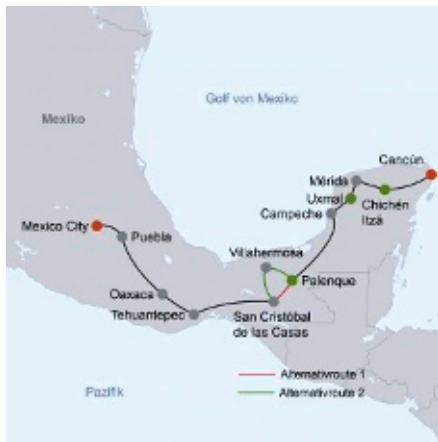 Golf von Mexiko
Mexiko
Cancún
Mérida
Uxmal
Chichén
Itzá
Campeche
Mexico City
Puebla
Villahermosa
Palenque
Oaxaca
Tehuantepec
San Cristóbal
de las Casas
Alternativroute 1
Alternativroute 2
Pazifik